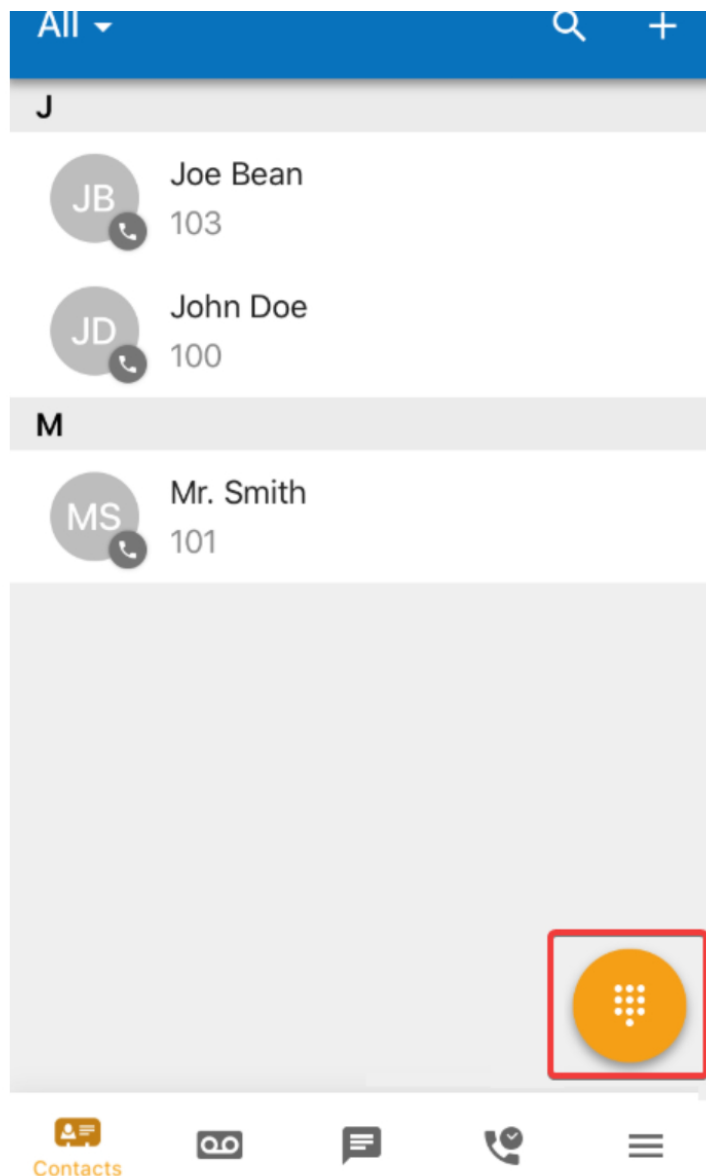 All
J
JB
Joe Bean
103
JD
John Doe
100
M
MS
Mr. Smith
101
Contacts